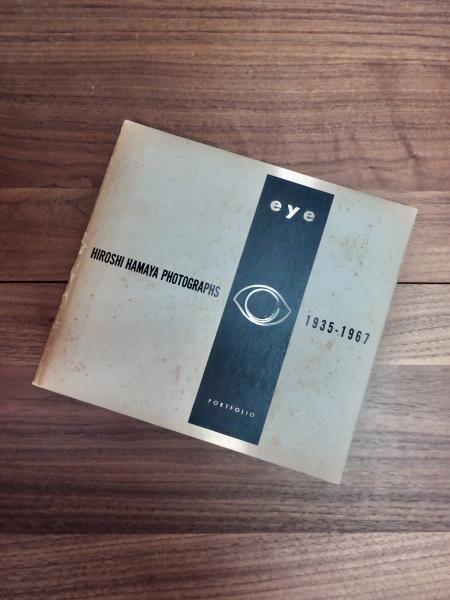 eye
HIROSHI HAMAYA PHOTOGRAPHS
1935-1967
PORTFOLIO